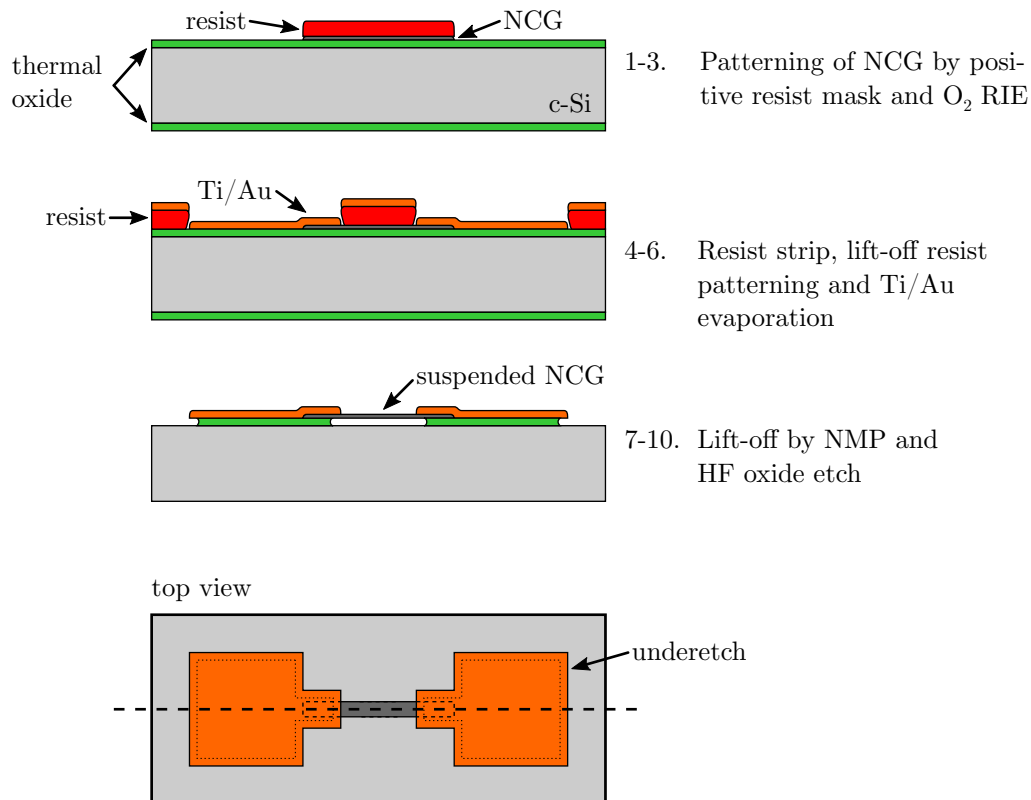 resist
NCG
thermal
oxide
c-Si
1-3. Patterning of NCG by posi-
tive resist mask and O₂ RIE
Ti/Au
resist
4-6. Resist strip, lift-off resist
patterning and Ti/Au
evaporation
suspended NCG
7-10. Lift-off by NMP and
HF oxide etch
top view
underetch